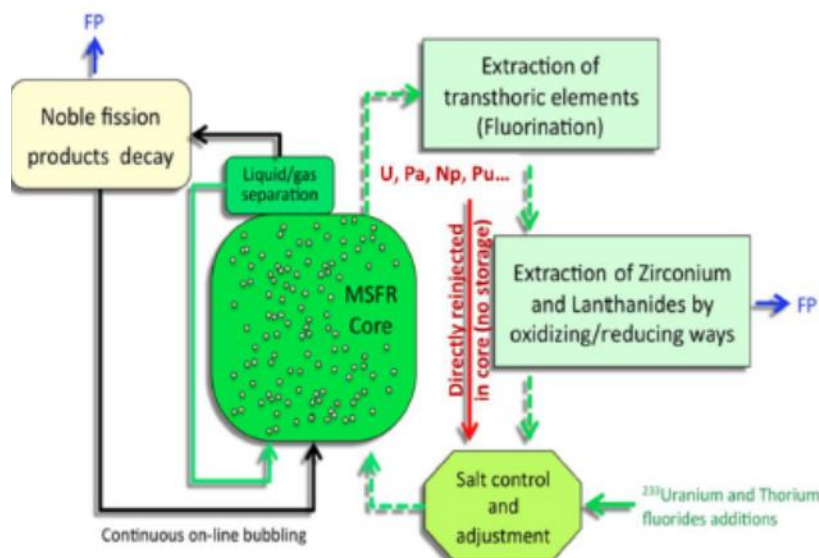 FP
Noble fission
products decay
Liquid/gas
separation
MSFR
Core
Continuous on-line bubbling
Extraction of
transthoric elements
(Fluorination)
U, Pa, Np, Pu...
Directly reinjected
in core (no storage)
Extraction of Zirconium
and Lanthanides by
oxidizing/reducing ways
FP
Salt control
and
adjustment
²³³Uranium and Thorium
fluorides additions